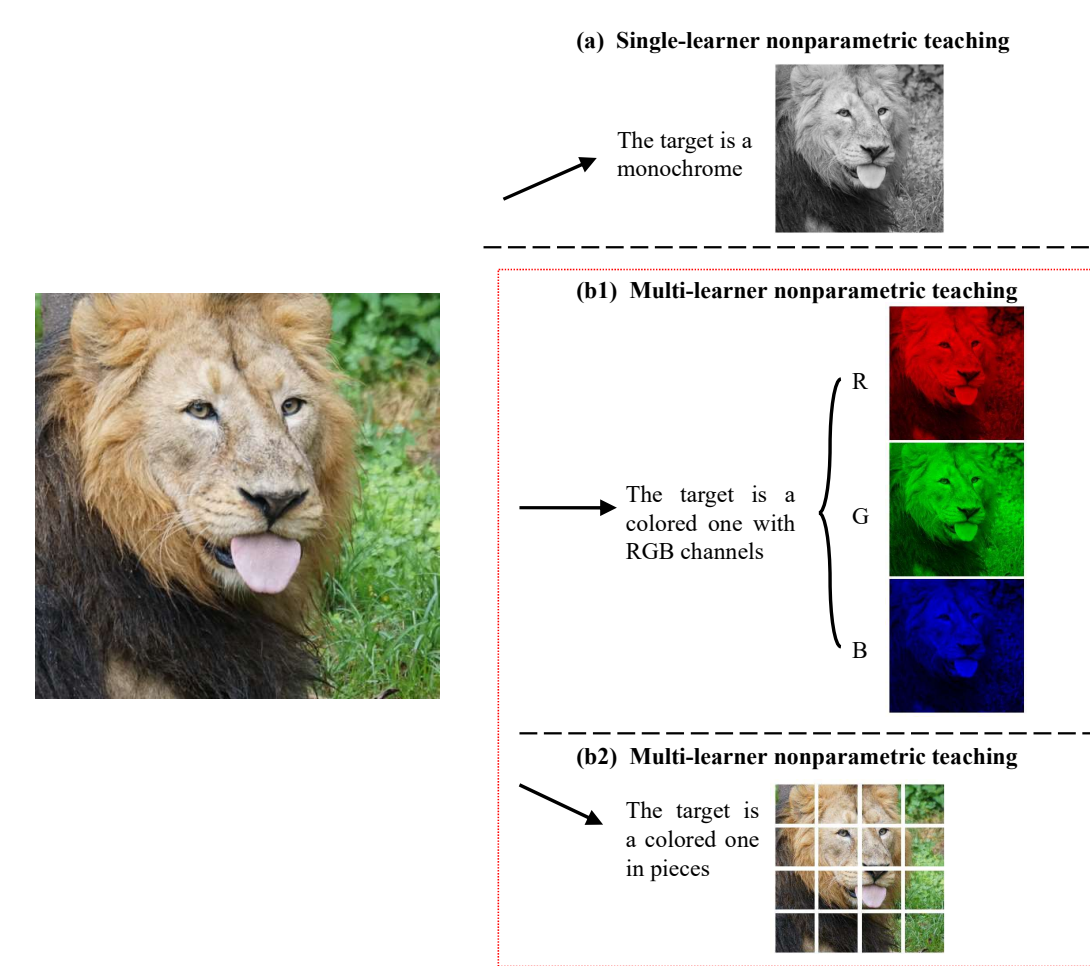 (a) Single-learner nonparametric teaching
The target is a
monochrome
(b1) Multi-learner nonparametric teaching
R
The target is a
colored one with
RGB channels
G
B
(b2) Multi-learner nonparametric teaching
The target is
a colored one
in pieces